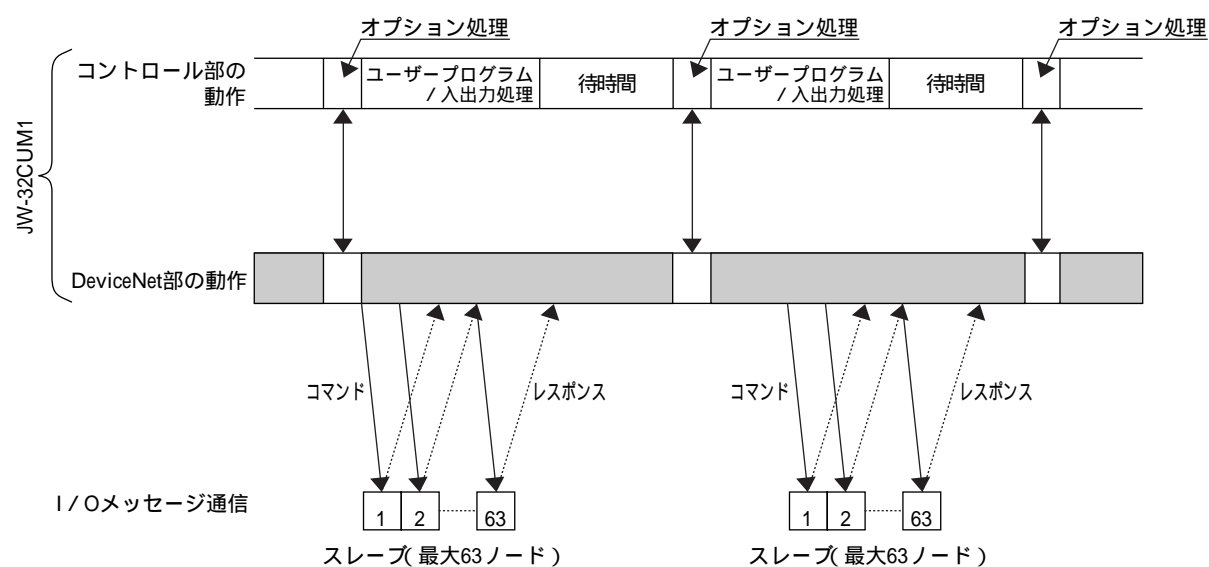 オプション処理 オプション処理 オプション処理
コントロール部の
動作
ユーザープログラム
/入出力処理
待時間
ユーザープログラム
/入出力処理
待時間
JW-32CUM1
DeviceNet部の動作
コマンド レスポンス コマンド レスポンス
I/Oメッセージ通信
1 2 63 1 2 63
スレーブ(最大63ノード) スレーブ(最大63ノード)